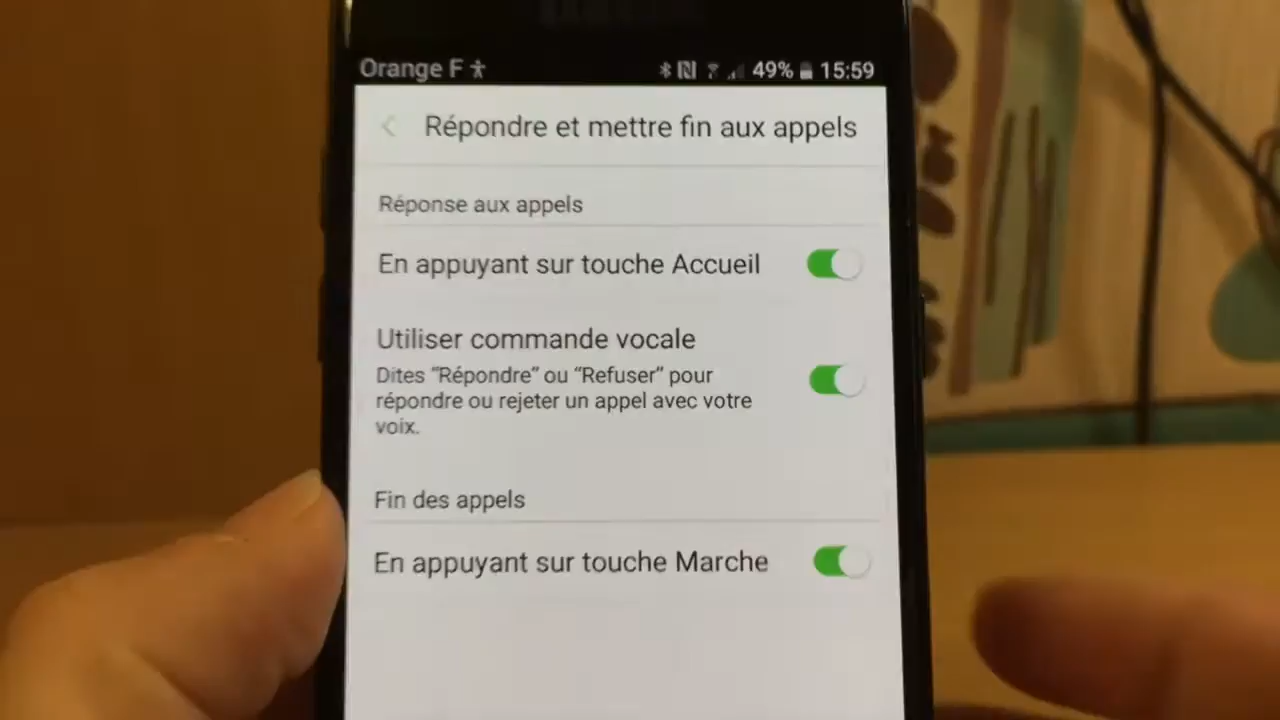 Orange F 49% 15:59
Répondre et mettre fin aux appels
Réponse aux appels
En appuyant sur touche Accueil
Utiliser commande vocale
Dites "Répondre" ou "Refuser" pour
répondre ou rejeter un appel avec votre
voix.
Fin des appels
En appuyant sur touche Marche